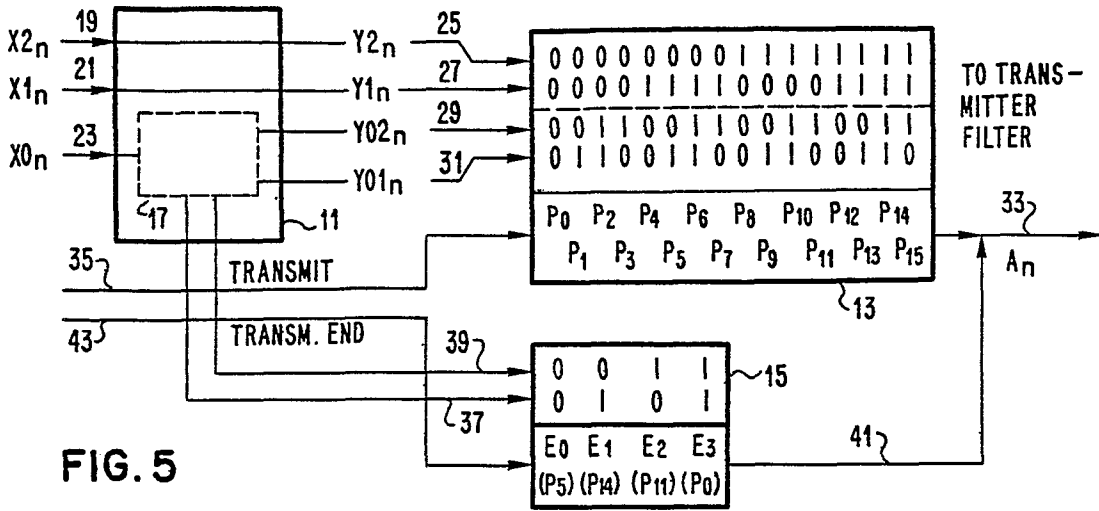 X2n 19 Y2n 25
X1n 21 Y1n 27
X0n 23 Y02n 29
Y01n 31
17 11
0 0 0 0 0 0 0 0 1 1 1 1 1 1 1 1
0 0 0 0 1 1 1 1 0 0 0 0 1 1 1 1
0 0 1 1 0 0 1 1 0 0 1 1 0 0 1 1
0 1 1 0 0 1 1 0 0 1 1 0 0 1 1 0
P0 P2 P4 P6 P8 P10 P12 P14
P1 P3 P5 P7 P9 P11 P13 P15
13
TO TRANS-
MITTER
FILTER
33
An
35 TRANSMIT
43 TRANSM. END
39
37
0 0 1 1
0 1 0 1
15
E0 E1 E2 E3
(P5) (P14) (P11) (P0)
41
FIG. 5